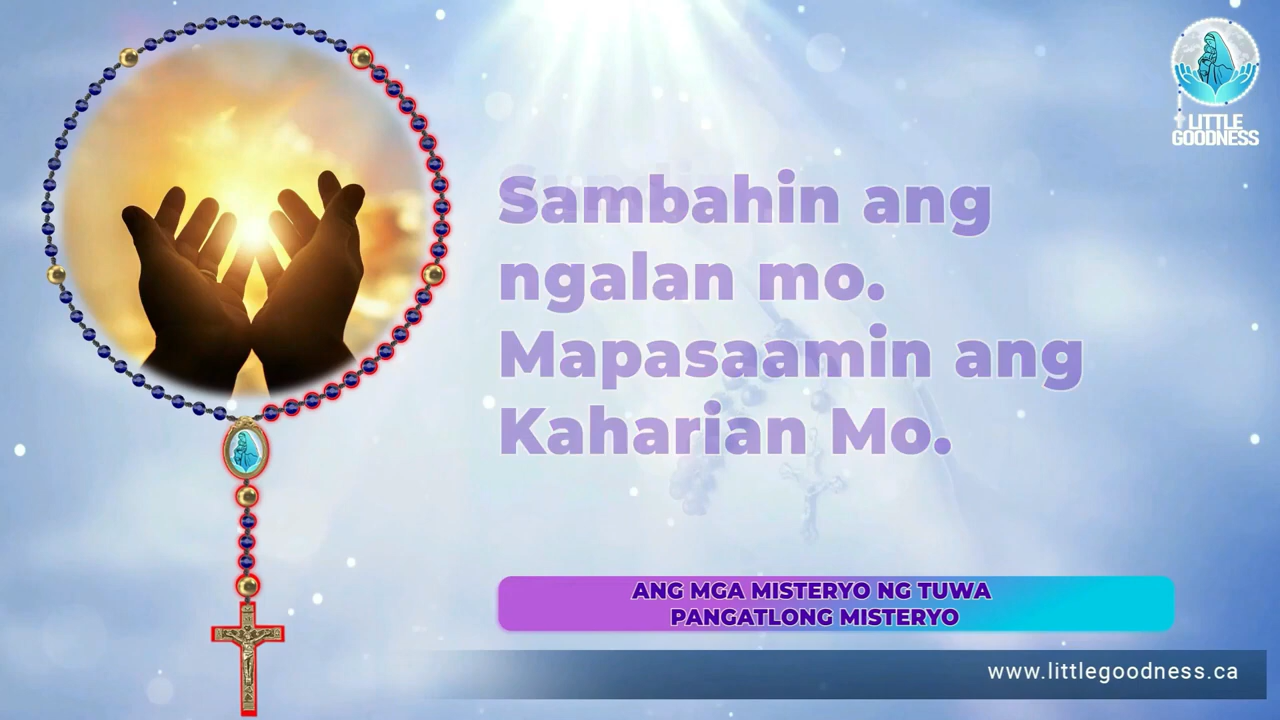 LITTLE
GOODNESS
Sambahin ang
ngalan mo.
Mapasaamin ang
Kaharian Mo.
ANG MGA MISTERYO NG TUWA
PANGATLONG MISTERYO
www.littlegoodness.ca